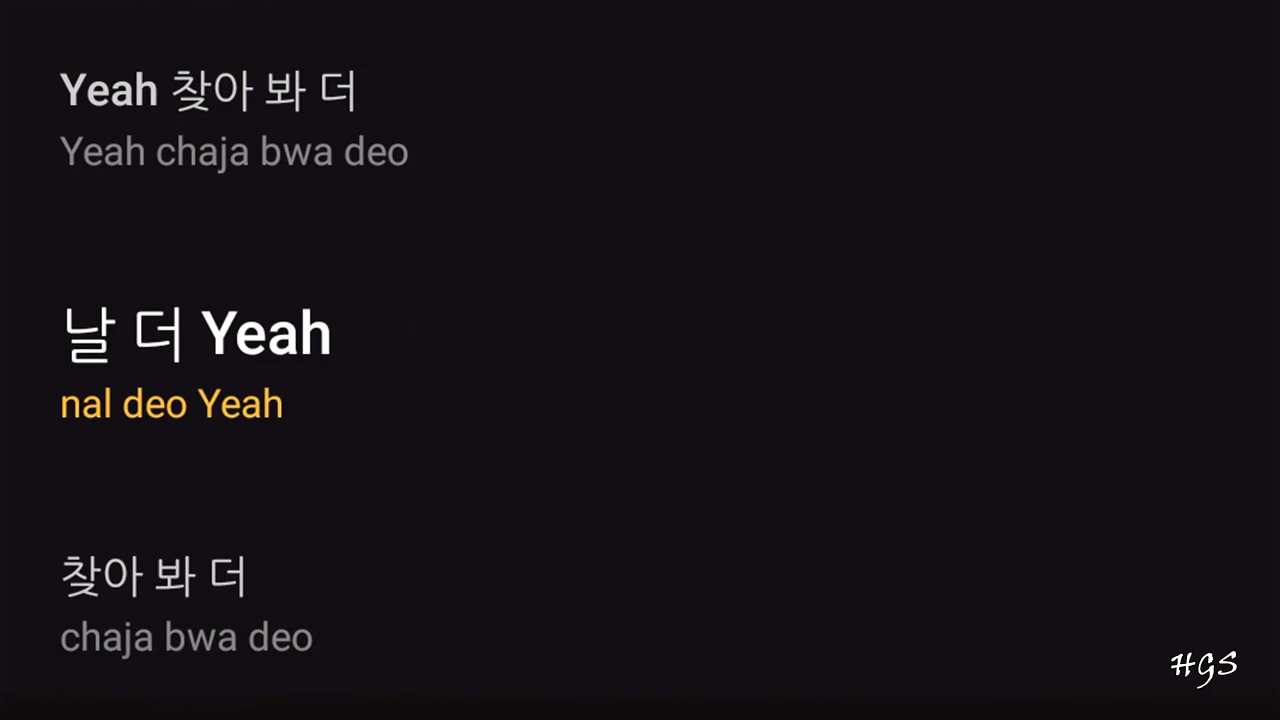 Yeah 찾아 봐 더
Yeah chaja bwa deo
날 더 Yeah
nal deo Yeah
찾아 봐 더
chaja bwa deo
HGS